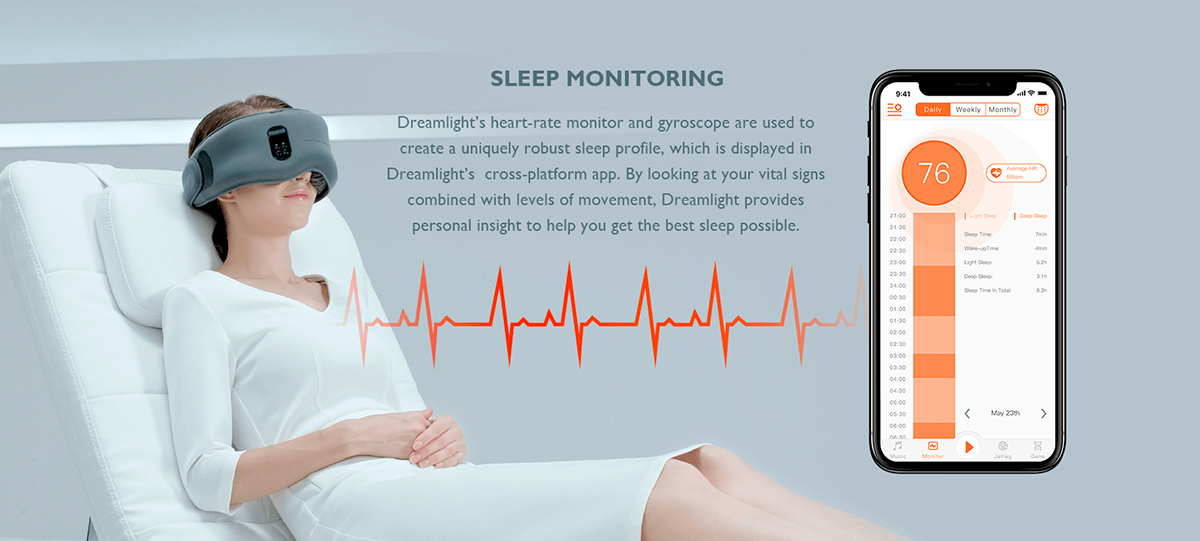 SLEEP MONITORING
Dreamlight's heart-rate monitor and gyroscope are used to
create a uniquely robust sleep profile, which is displayed in
Dreamlight's cross-platform app. By looking at your vital signs
combined with levels of movement, Dreamlight provides
personal insight to help you get the best sleep possible.
9:41
Daily Weekly Monthly
76
Average HR
68bpm
Light Sleep Deep Sleep
Sleep Time: 7min
Wake-upTime: 4min
Light Sleep: 5.2h
Deep Sleep: 3.1h
Sleep Time In Total: 8.3h
21:00
21:30
22:00
22:30
23:00
23:30
24:00
00:30
01:00
01:30
02:00
02:30
03:00
03:30
04:00
04:30
05:00
05:30
06:00
06:30
May 23th
Music Monitor Jetlag Gene